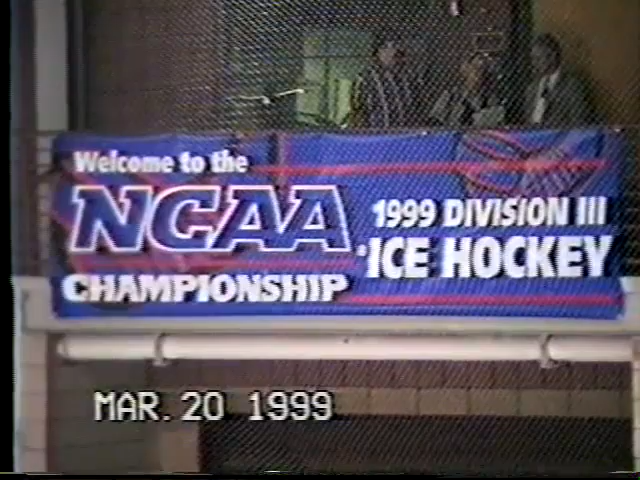 Welcome to the
NCAA
CHAMPIONSHIP
1999 DIVISION III
ICE HOCKEY
MAR. 20 1999